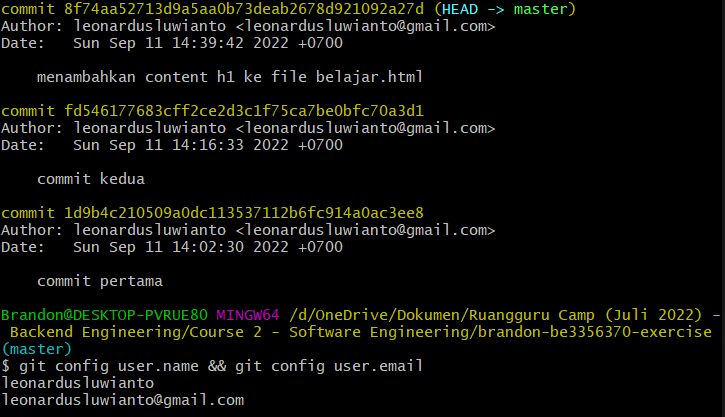 commit 8f74aa52713d9a5aa0b73deab2678d921092a27d (HEAD -> master)
Author: leonardusluwianto <leonardusluwianto@gmail.com>
Date:   Sun Sep 11 14:39:42 2022 +0700
    menambahkan content h1 ke file belajar.html
commit fd546177683cff2ce2d3c1f75ca7be0bfc70a3d1
Author: leonardusluwianto <leonardusluwianto@gmail.com>
Date:   Sun Sep 11 14:16:33 2022 +0700
    commit kedua
commit 1d9b4c210509a0dc113537112b6fc914a0ac3ee8
Author: leonardusluwianto <leonardusluwianto@gmail.com>
Date:   Sun Sep 11 14:02:30 2022 +0700
    commit pertama
Brandon@DESKTOP-PVRUE80 MINGW64 /d/OneDrive/Dokumen/Ruangguru Camp (Juli 2022) -
 Backend Engineering/Course 2 - Software Engineering/brandon-be3356370-exercise
(master)
$ git config user.name && git config user.email
leonardusluwianto
leonardusluwianto@gmail.com